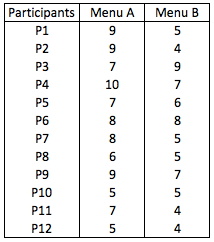 Participants Menu A Menu B
P1 9 5
P2 9 4
P3 7 9
P4 10 7
P5 7 6
P6 8 8
P7 8 5
P8 6 5
P9 9 7
P10 5 5
P11 7 4
P12 5 4